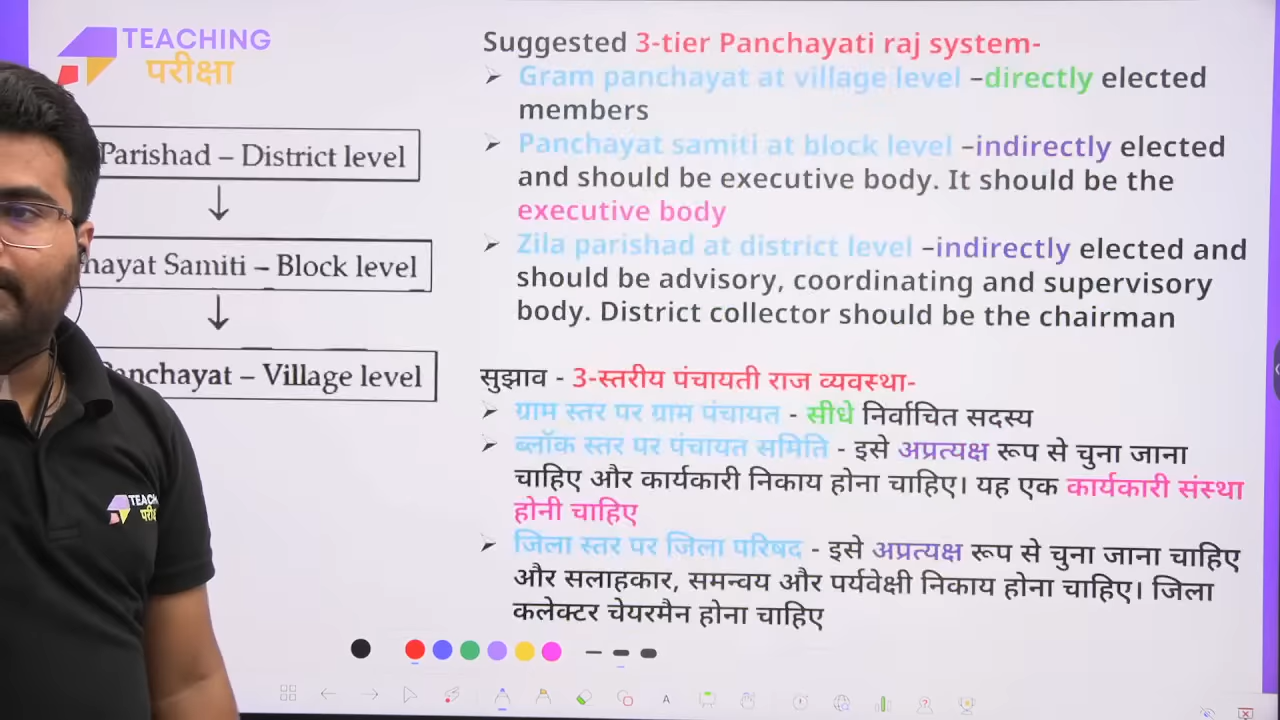 TEACHING
परीक्षा
Parishad – District level
Samiti – Block level
Panchayat – Village level
Suggested 3-tier Panchayati raj system-
Gram panchayat at village level –directly elected
members
Panchayat samiti at block level –indirectly elected
and should be executive body. It should be the
executive body
Zila parishad at district level –indirectly elected and
should be advisory, coordinating and supervisory
body. District collector should be the chairman
सुझाव - 3-स्तरीय पंचायती राज व्यवस्था-
ग्राम स्तर पर ग्राम पंचायत - सीधे निर्वाचित सदस्य
ब्लॉक स्तर पर पंचायत समिति - इसे अप्रत्यक्ष रूप से चुना जाना
चाहिए और कार्यकारी निकाय होना चाहिए। यह एक कार्यकारी संस्था
होनी चाहिए
जिला स्तर पर जिला परिषद - इसे अप्रत्यक्ष रूप से चुना जाना चाहिए
और सलाहकार, समन्वय और पर्यवेक्षी निकाय होना चाहिए। जिला
कलेक्टर चेयरमैन होना चाहिए
A